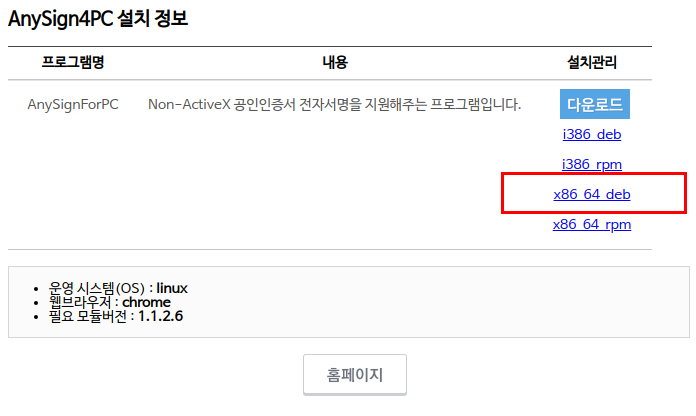 AnySign4PC 설치 정보
프로그램명 내용 설치관리
AnySignForPC Non-ActiveX 공인인증서 전자서명을 지원해주는 프로그램입니다. 다운로드
i386_deb
i386_rpm
x86_64_deb
x86_64_rpm
• 운영 시스템(OS) : linux
• 웹브라우저 : chrome
• 필요 모듈버전 : 1.1.2.6
홈페이지